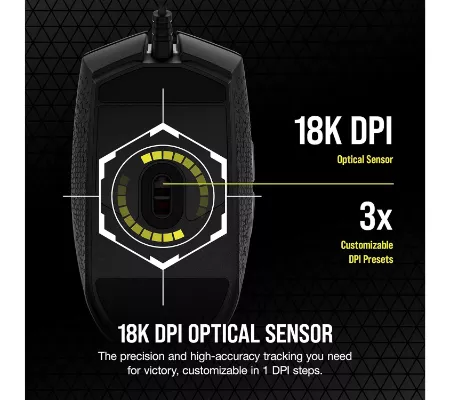 18K DPI
Optical Sensor
3x
Customizable
DPI Presets
18K DPI OPTICAL SENSOR
The precision and high-accuracy tracking you need
for victory, customizable in 1 DPI steps.